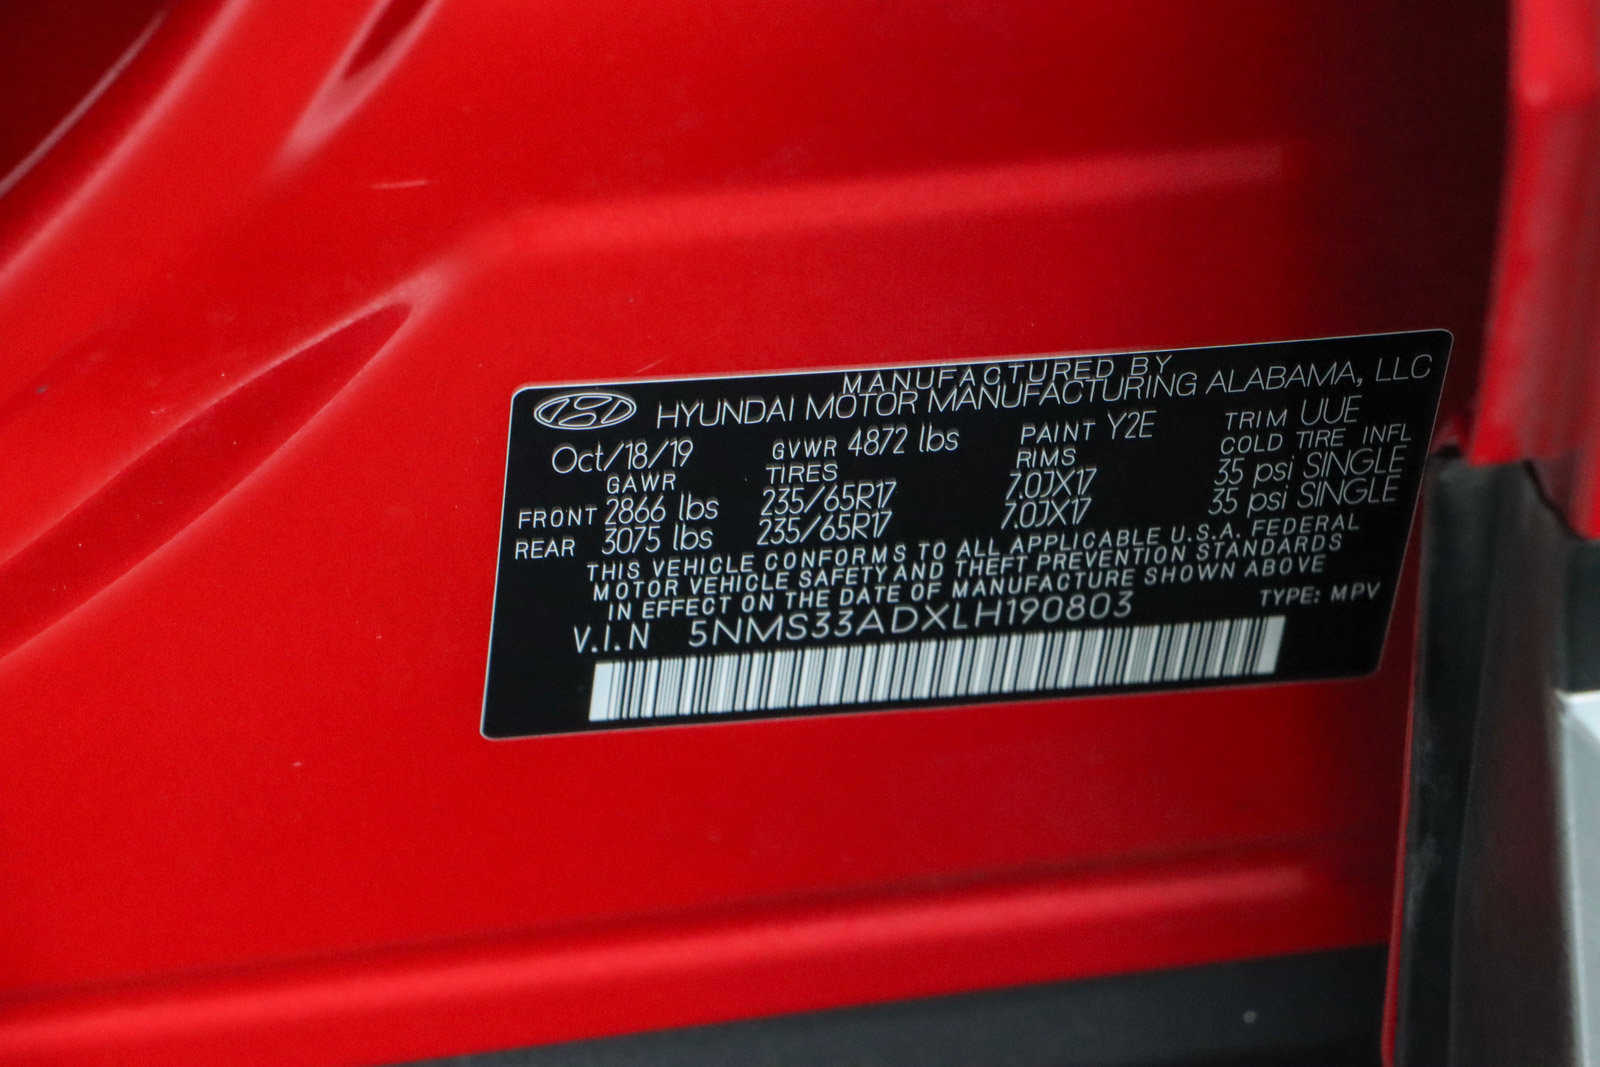 MANUFACTURED BY
HYUNDAI MOTOR MANUFACTURING ALABAMA, LLC
Oct/18/19 GVWR 4872 lbs PAINT Y2E TRIM UUE
GAWR TIRES RIMS COLD TIRE INFL
FRONT 2866 lbs 235/65R17 7.0JX17 35 psi SINGLE
REAR 3075 lbs 235/65R17 7.0JX17 35 psi SINGLE
THIS VEHICLE CONFORMS TO ALL APPLICABLE U.S.A. FEDERAL
MOTOR VEHICLE SAFETY AND THEFT PREVENTION STANDARDS
IN EFFECT ON THE DATE OF MANUFACTURE SHOWN ABOVE
V.I.N 5NMS33ADXLH190803 TYPE: MPV